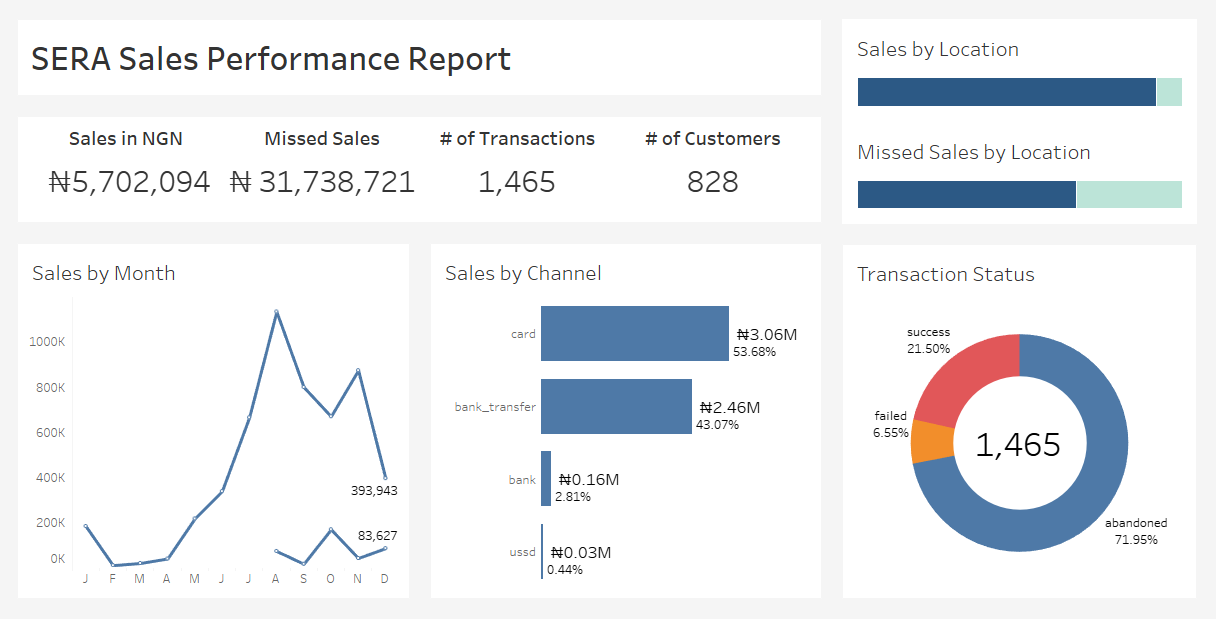 SERA Sales Performance Report
Sales in NGN
Missed Sales
# of Transactions
# of Customers
₦5,702,094
₦ 31,738,721
1,465
828
Sales by Location
Missed Sales by Location
Sales by Month
1000K
800K
600K
400K
200K
0K
393,943
83,627
J F M A M J J A S O N D
Sales by Channel
card
₦3.06M
53.68%
bank_transfer
₦2.46M
43.07%
bank
₦0.16M
2.81%
ussd
₦0.03M
0.44%
Transaction Status
success
21.50%
failed
6.55%
1,465
abandoned
71.95%